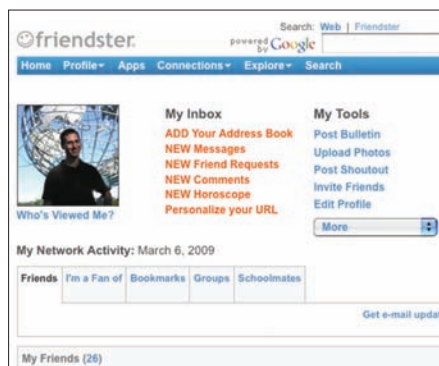 Search: Web | Friendster
friendster.
powered by Google
Home Profile Apps Connections Explore Search
My Inbox
ADD Your Address Book
NEW Messages
NEW Friend Requests
NEW Comments
NEW Horoscope
Personalize your URL
My Tools
Post Bulletin
Upload Photos
Post Shoutout
Invite Friends
Edit Profile
More
Who's Viewed Me?
My Network Activity: March 6, 2009
Friends I'm a Fan of Bookmarks Groups Schoolmates
Get e-mail updat
My Friends (26)